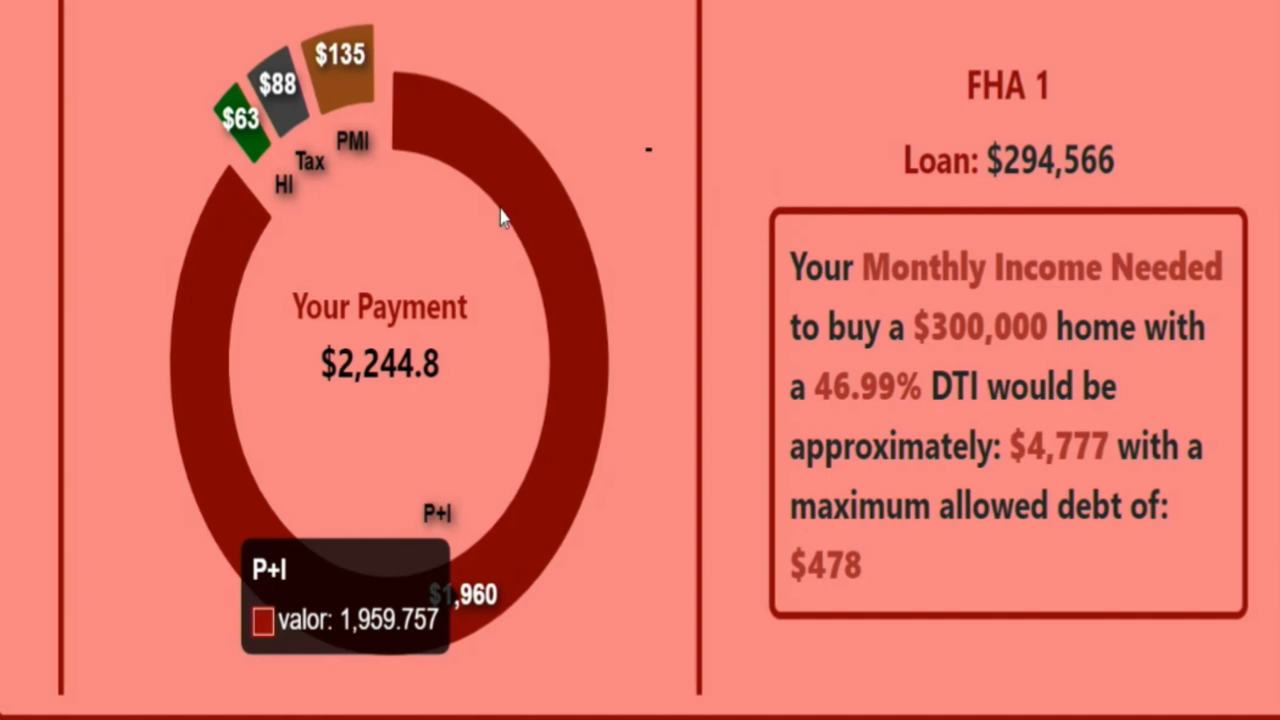 $135
$88
$63
PMI
Tax
HI
Your Payment
$2,244.8
P+I
P+I
$1,960
valor: 1,959.757
FHA 1
Loan: $294,566
Your Monthly Income Needed
to buy a $300,000 home with
a 46.99% DTI would be
approximately: $4,777 with a
maximum allowed debt of:
$478